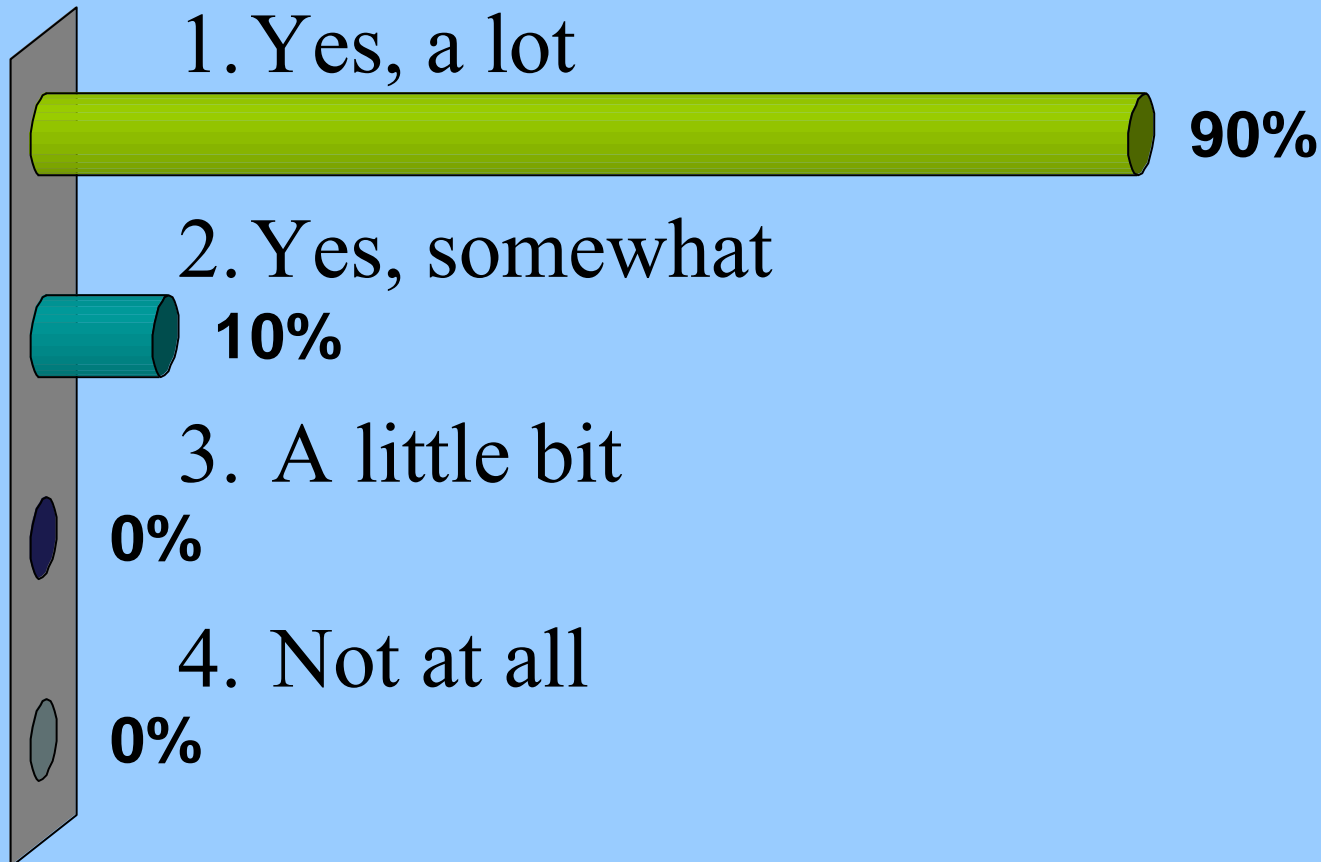 1. Yes, a lot
90%
2. Yes, somewhat
10%
3. A little bit
0%
4. Not at all
0%